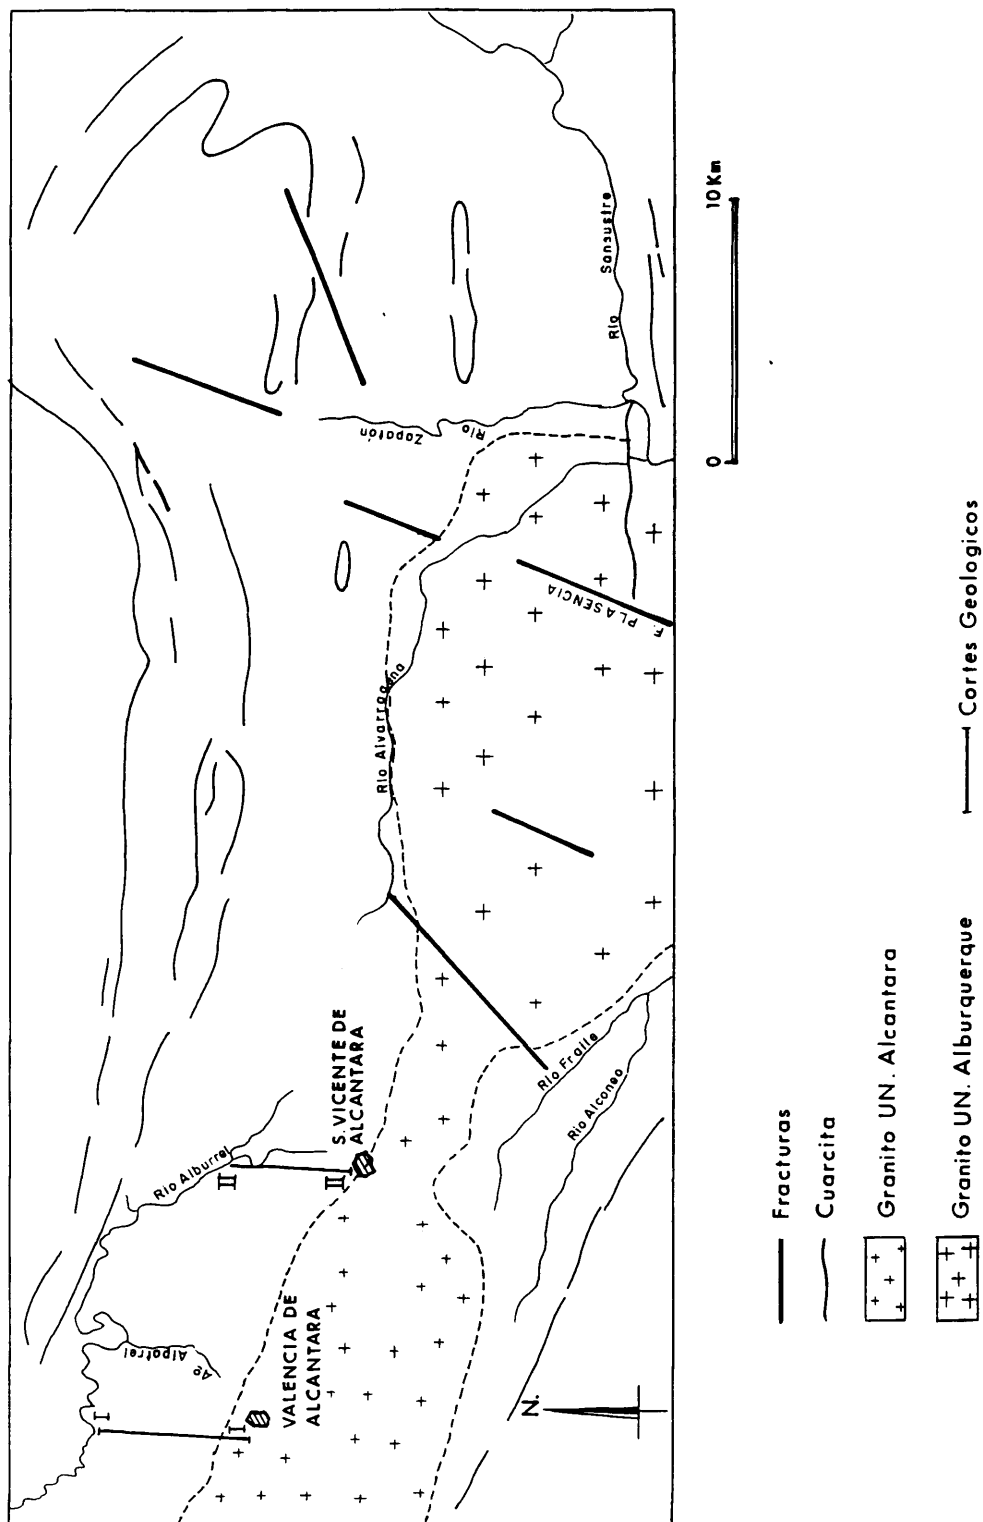 Rio Sansustre
Rio Zapatón
F. PLASENCIA
Rio Alvarragena
S. VICENTE DE
ALCANTARA
Rio Alburrel
II
II
Rio Fraile
Rio Alconeo
VALENCIA DE
ALCANTARA
Aº Alpotrel
I
I
N.
0
10 Km
Fracturas
Cuarcita
Granito UN. Alcantara
Granito UN. Alburquerque
Cortes Geologicos